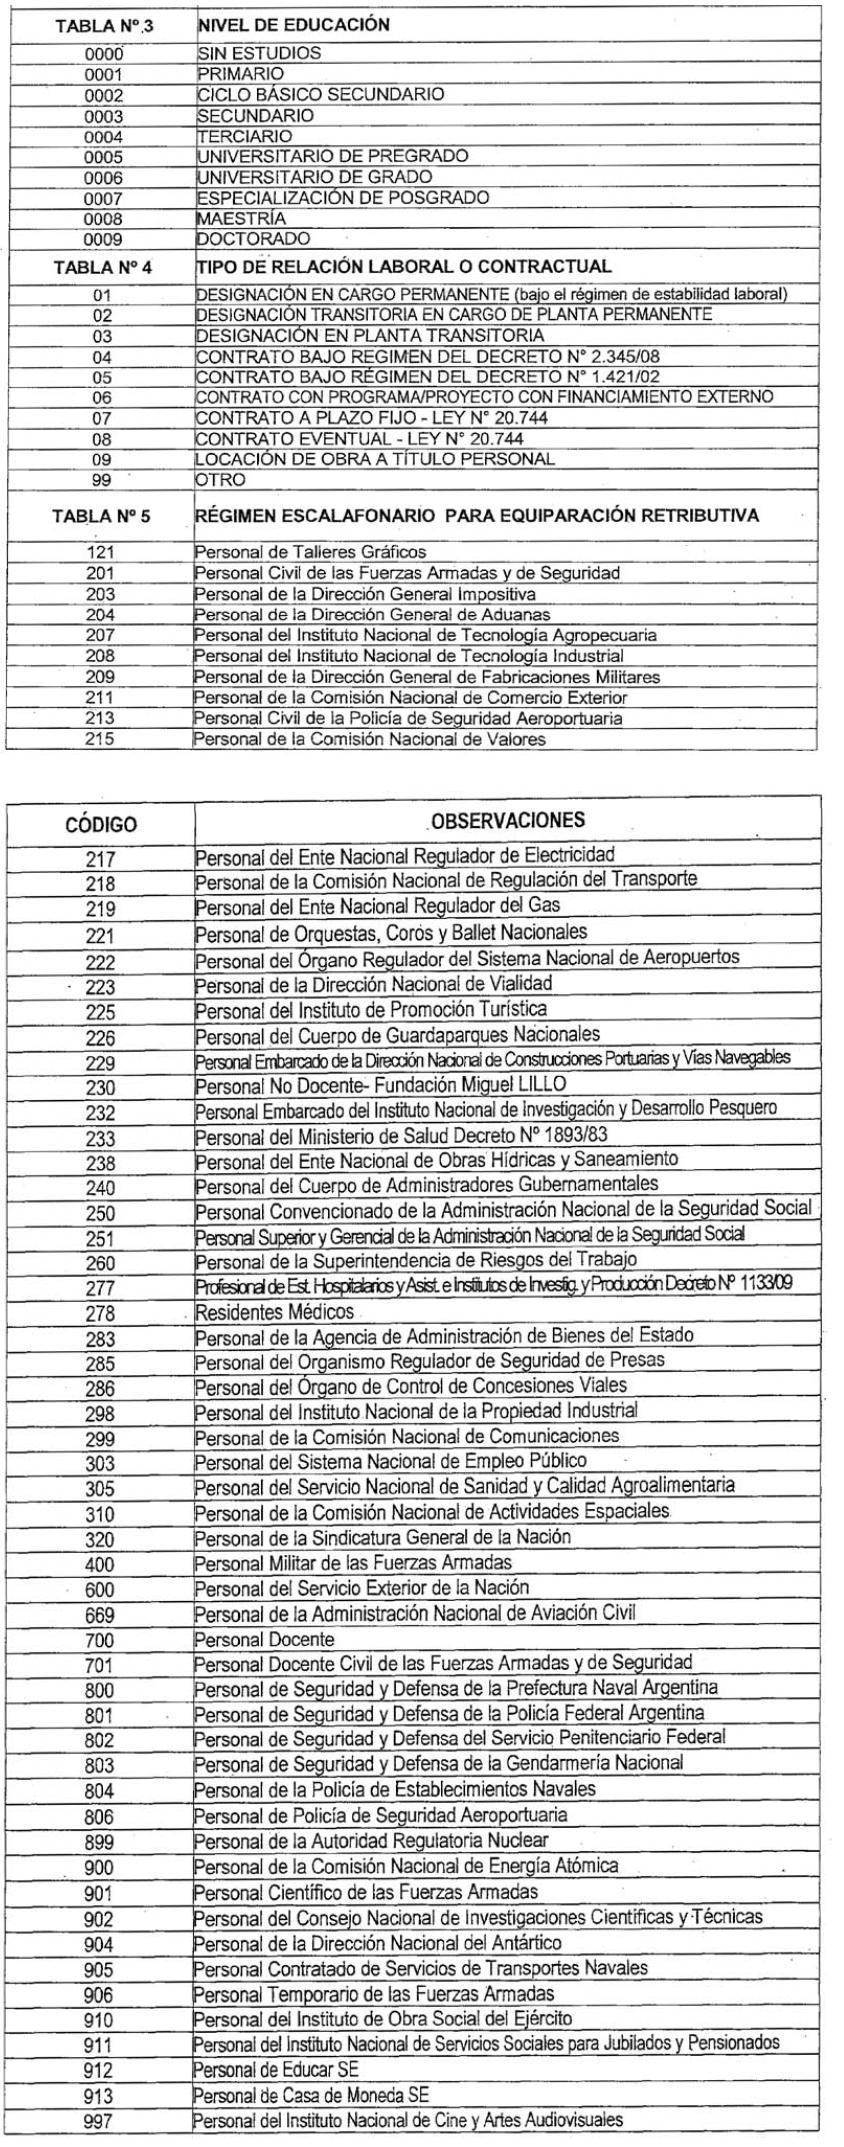 TABLA Nº 3 NIVEL DE EDUCACIÓN
0000 SIN ESTUDIOS
0001 PRIMARIO
0002 CICLO BÁSICO SECUNDARIO
0003 SECUNDARIO
0004 TERCIARIO
0005 UNIVERSITARIO DE PREGRADO
0006 UNIVERSITARIO DE GRADO
0007 ESPECIALIZACIÓN DE POSGRADO
0008 MAESTRÍA
0009 DOCTORADO
TABLA Nº 4 TIPO DE RELACIÓN LABORAL O CONTRACTUAL
01 DESIGNACIÓN EN CARGO PERMANENTE (bajo el régimen de estabilidad laboral)
02 DESIGNACIÓN TRANSITORIA EN CARGO DE PLANTA PERMANENTE
03 DESIGNACIÓN EN PLANTA TRANSITORIA
04 CONTRATO BAJO REGIMEN DEL DECRETO N° 2.345/08
05 CONTRATO BAJO RÉGIMEN DEL DECRETO N° 1.421/02
06 CONTRATO CON PROGRAMA/PROYECTO CON FINANCIAMIENTO EXTERNO
07 CONTRATO A PLAZO FIJO - LEY N° 20.744
08 CONTRATO EVENTUAL - LEY N° 20.744
09 LOCACIÓN DE OBRA A TÍTULO PERSONAL
99 OTRO
TABLA Nº 5 RÉGIMEN ESCALAFONARIO PARA EQUIPARACIÓN RETRIBUTIVA
121 Personal de Talleres Gráficos
201 Personal Civil de las Fuerzas Armadas y de Seguridad
203 Personal de la Dirección General Impositiva
204 Personal de la Dirección General de Aduanas
207 Personal del Instituto Nacional de Tecnología Agropecuaria
208 Personal del Instituto Nacional de Tecnología Industrial
209 Personal de la Dirección General de Fabricaciones Militares
211 Personal de la Comisión Nacional de Comercio Exterior
213 Personal Civil de la Policía de Seguridad Aeroportuaria
215 Personal de la Comisión Nacional de Valores
CÓDIGO OBSERVACIONES
217 Personal del Ente Nacional Regulador de Electricidad
218 Personal de la Comisión Nacional de Regulación del Transporte
219 Personal del Ente Nacional Regulador del Gas
221 Personal de Orquestas, Coros y Ballet Nacionales
222 Personal del Órgano Regulador del Sistema Nacional de Aeropuertos
223 Personal de la Dirección Nacional de Vialidad
225 Personal del Instituto de Promoción Turística
226 Personal del Cuerpo de Guardaparques Nacionales
229 Personal Embarcado de la Dirección Nacional de Construcciones Portuarias y Vías Navegables
230 Personal No Docente- Fundación Miguel LILLO
232 Personal Embarcado del Instituto Nacional de Investigación y Desarrollo Pesquero
233 Personal del Ministerio de Salud Decreto Nº 1893/83
238 Personal del Ente Nacional de Obras Hídricas y Saneamiento
240 Personal del Cuerpo de Administradores Gubernamentales
250 Personal Convencionado de la Administración Nacional de la Seguridad Social
251 Personal Superior y Gerencial de la Administración Nacional de la Seguridad Social
260 Personal de la Superintendencia de Riesgos del Trabajo
277 Profesional de Est. Hospitalarios y Asist. e Institutos de Investig. y Producción Decreto Nº 1133/09
278 Residentes Médicos
283 Personal de la Agencia de Administración de Bienes del Estado
285 Personal del Organismo Regulador de Seguridad de Presas
286 Personal del Órgano de Control de Concesiones Viales
298 Personal del Instituto Nacional de la Propiedad Industrial
299 Personal de la Comisión Nacional de Comunicaciones
303 Personal del Sistema Nacional de Empleo Público
305 Personal del Servicio Nacional de Sanidad y Calidad Agroalimentaria
310 Personal de la Comisión Nacional de Actividades Espaciales
320 Personal de la Sindicatura General de la Nación
400 Personal Militar de las Fuerzas Armadas
600 Personal del Servicio Exterior de la Nación
669 Personal de la Administración Nacional de Aviación Civil
700 Personal Docente
701 Personal Docente Civil de las Fuerzas Armadas y de Seguridad
800 Personal de Seguridad y Defensa de la Prefectura Naval Argentina
801 Personal de Seguridad y Defensa de la Policía Federal Argentina
802 Personal de Seguridad y Defensa del Servicio Penitenciario Federal
803 Personal de Seguridad y Defensa de la Gendarmería Nacional
804 Personal de la Policía de Establecimientos Navales
806 Personal de Policía de Seguridad Aeroportuaria
899 Personal de la Autoridad Regulatoria Nuclear
900 Personal de la Comisión Nacional de Energía Atómica
901 Personal Científico de las Fuerzas Armadas
902 Personal del Consejo Nacional de Investigaciones Científicas y Técnicas
904 Personal de la Dirección Nacional del Antártico
905 Personal Contratado de Servicios de Transportes Navales
906 Personal Temporario de las Fuerzas Armadas
910 Personal del Instituto de Obra Social del Ejército
911 Personal del Instituto Nacional de Servicios Sociales para Jubilados y Pensionados
912 Personal de Educar SE
913 Personal de Casa de Moneda SE
997 Personal del Instituto Nacional de Cine y Artes Audiovisuales